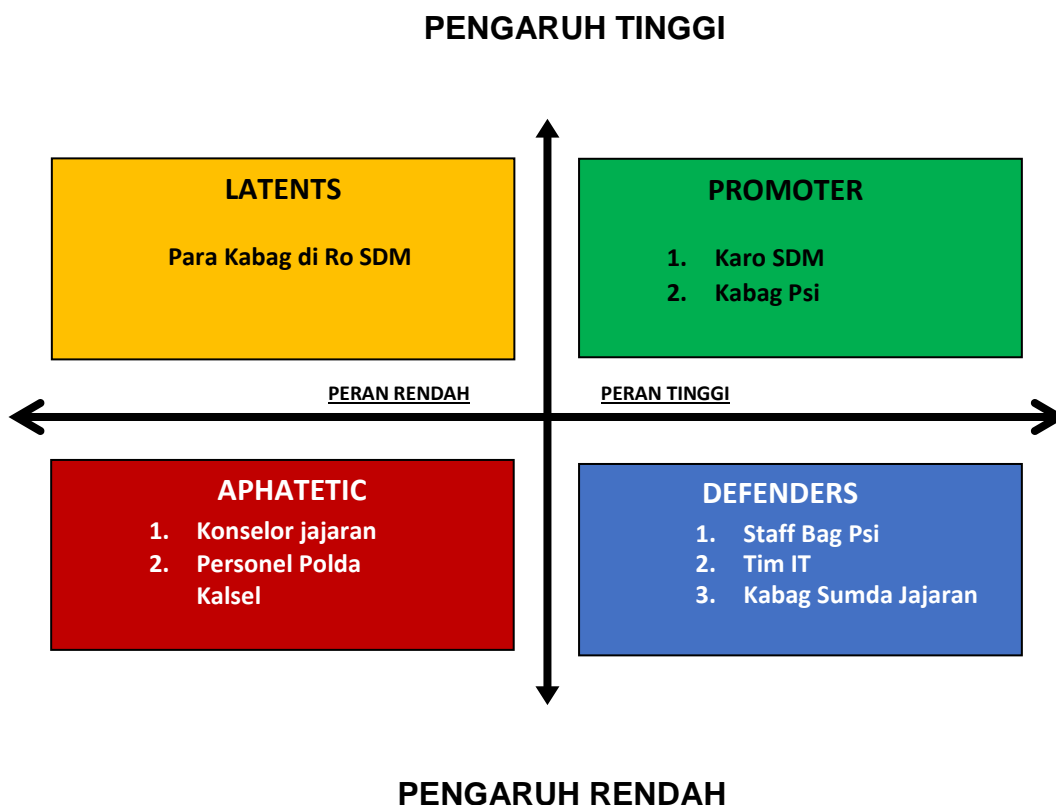 PENGARUH TINGGI
LATENTS
Para Kabag di Ro SDM
PROMOTER
1. Karo SDM
2. Kabag Psi
PERAN RENDAH
PERAN TINGGI
APHATETIC
1. Konselor jajaran
2. Personel Polda
Kalsel
DEFENDERS
1. Staff Bag Psi
2. Tim IT
3. Kabag Sumda Jajaran
PENGARUH RENDAH